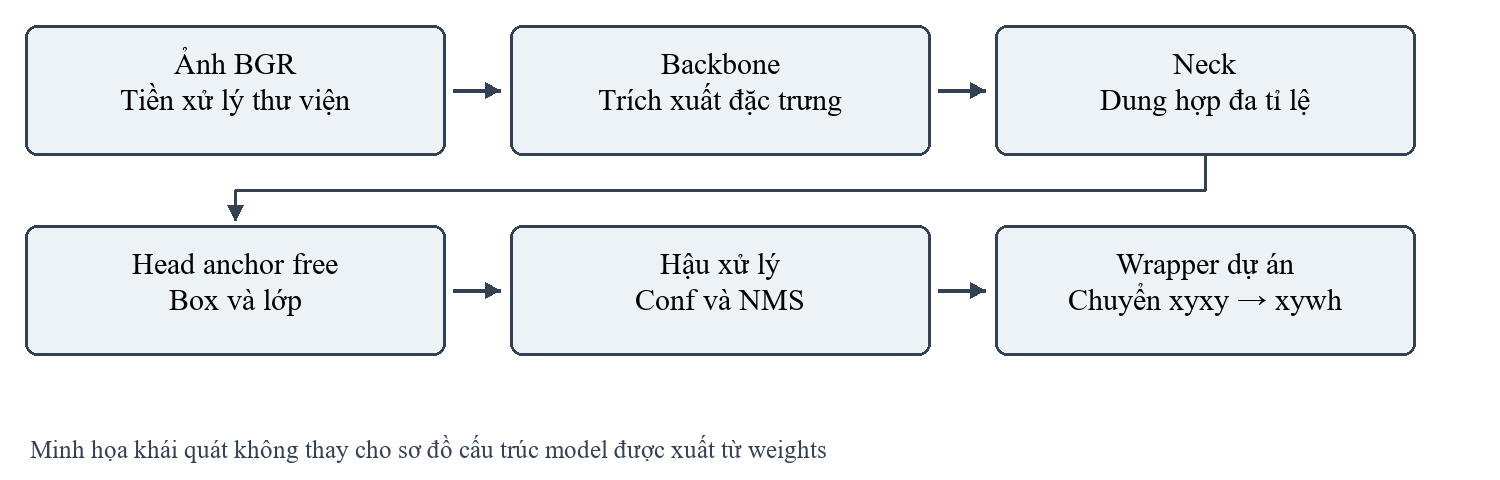 Ảnh BGR
Tiền xử lý thư viện
Backbone
Trích xuất đặc trưng
Neck
Dung hợp đa tỉ lệ
Head anchor free
Box và lớp
Hậu xử lý
Conf và NMS
Wrapper dự án
Chuyển xyxy → xywh
Minh họa khái quát không thay cho sơ đồ cấu trúc model được xuất từ weights